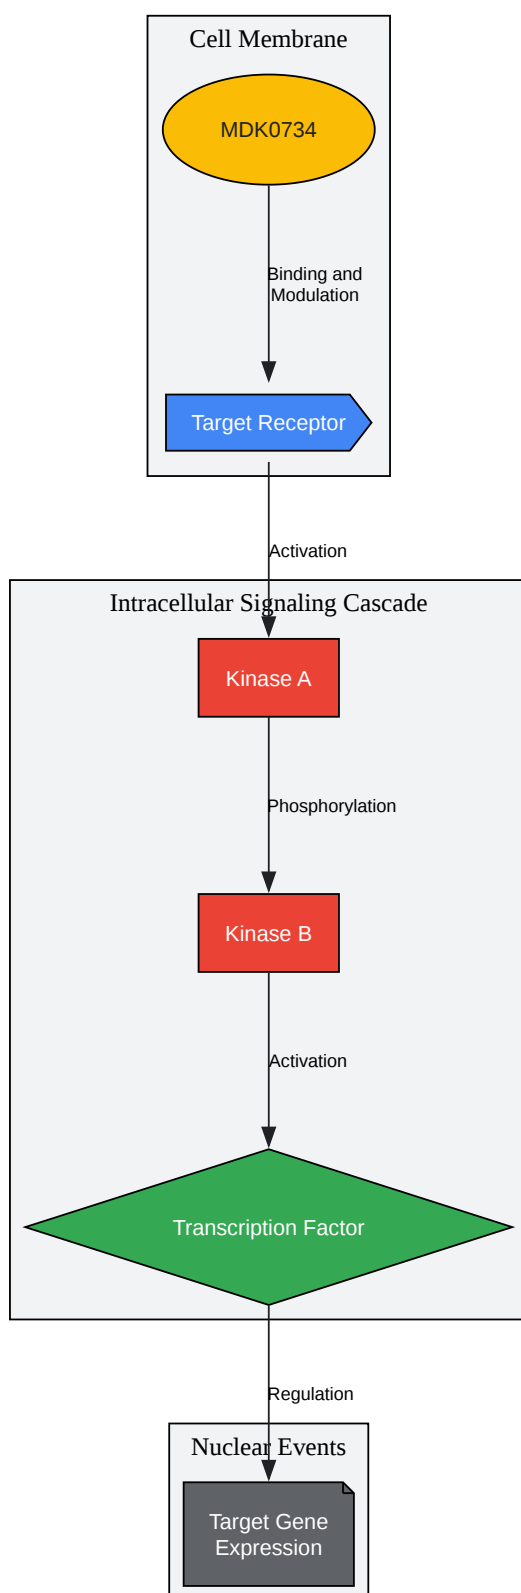 Cell Membrane
MDK0734
Binding and
Modulation
Target Receptor
Activation
Intracellular Signaling Cascade
Kinase A
Phosphorylation
Kinase B
Activation
Transcription Factor
Regulation
Nuclear Events
Target Gene
Expression